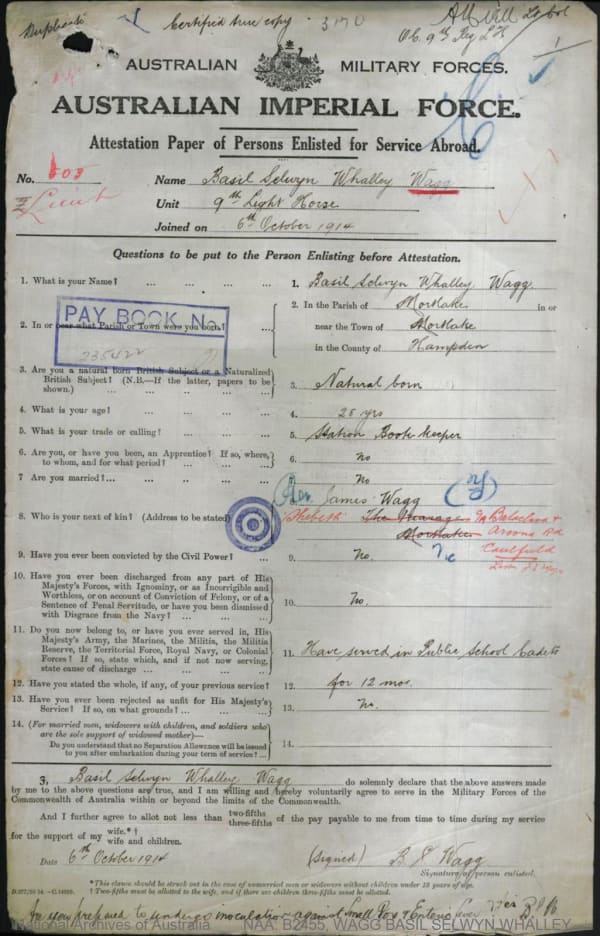 Duplicate
Certified true copy
3170
Lt Col
O.C. 9th Reg L H
AUSTRALIAN MILITARY FORCES.
AUSTRALIAN IMPERIAL FORCE.
Attestation Paper of Persons Enlisted for Service Abroad.
No. 605 Name Basil Selwyn Whalley Wagg
Lieut Unit 9th Light Horse
Joined on 6th October 1914
Questions to be put to the Person Enlisting before Attestation.
1. What is your Name? ... ... ... ... 1. Basil Selwyn Whalley Wagg
PAY BOOK No.
235422
2. In or near what Parish or Town were you born? ... 2. In the Parish of Mortlake in or
near the Town of Mortlake
in the County of Hampden
3. Are you a natural born British Subject or a Naturalized
British Subject? (N.B.—If the latter, papers to be
shown.) ... ... ... ... ... 3. Natural born
4. What is your age? ... ... ... ... 4. 25 yrs
5. What is your trade or calling? ... ... ... 5. Station Book keeper
6. Are you, or have you been, an Apprentice? If so, where,
to whom, and for what period? ... ... ... 6. No
7. Are you married? ... ... ... ... ... 7. No
Rev James Wagg
8. Who is your next of kin? (Address to be stated) 8. The Manse Balaclava &
Mortlake Rd
Caulfield
9. Have you ever been convicted by the Civil Power? ... 9. No.
10. Have you ever been discharged from any part of His
Majesty's Forces, with Ignominy, or as Incorrigible and
Worthless, or on account of Conviction of Felony, or of a
Sentence of Penal Servitude, or have you been dismissed
with Disgrace from the Navy? ... ... ... 10. No.
11. Do you now belong to, or have you ever served in, His
Majesty's Army, the Marines, the Militia, the Militia
Reserve, the Territorial Force, Royal Navy, or Colonial
Forces? If so, state which, and if not now serving,
state cause of discharge ... ... ... ... 11. Have served in Public School Cadets
12. Have you stated the whole, if any, of your previous service? 12. for 12 mos.
13. Have you ever been rejected as unfit for His Majesty's
Service? If so, on what grounds? ... ... ... 13. No.
14. (For married men, widowers with children, and soldiers who
are the sole support of widowed mother)—
Do you understand that no Separation Allowance will be issued
to you after embarkation during your term of service? ... 14.
I, Basil Selwyn Whalley Wagg do solemnly declare that the above answers made
by me to the above questions are true, and I am willing and hereby voluntarily agree to serve in the Military Forces of the
Commonwealth of Australia within or beyond the limits of the Commonwealth.
And I further agree to allot not less than two-fifths three-fifths of the pay payable to me from time to time during my service
for the support of my wife.*† wife and children.
Date 6th October 1914 (Signed) B. S Wagg
Signature of person enlisted.
*This clause should be struck out in the case of unmarried men or widowers without children under 18 years of age.
† Two-fifths must be allotted to the wife, and if there are children three-fifths must be allotted.
Are you prepared to undergo inoculation against Small Pox & Enteric fever Yes
National Archives of Australia NAA: B2455, WAGG BASIL SELWYN WHALLEY